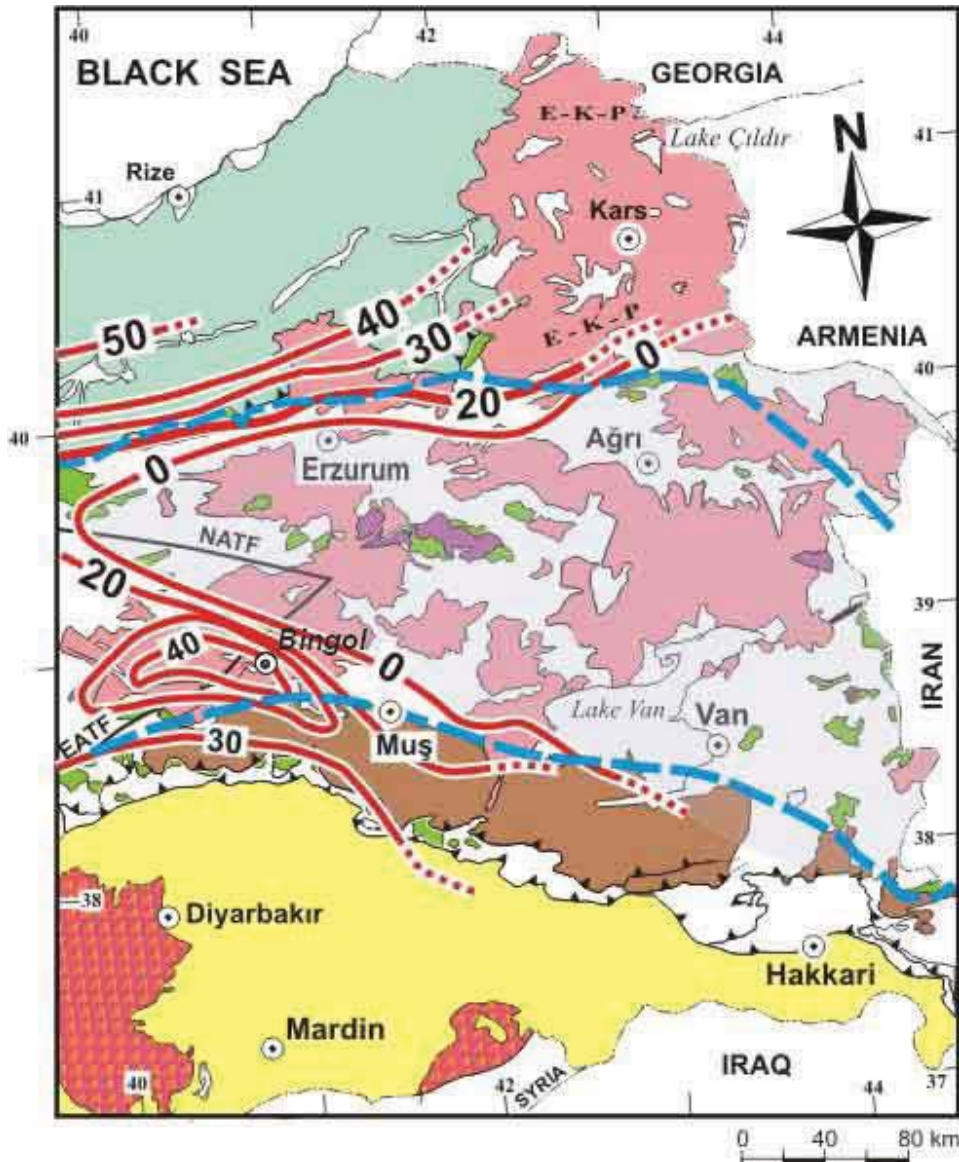 40
42
44
BLACK SEA
GEORGIA
E - K - P
Lake Çıldır
41
N
Rize
41
Kars
50
40
30
E - K - P
0
ARMENIA
40
20
40
0
Erzurum
Ağrı
NATF
20
39
Bingol
40
0
IRAN
Lake Van
Van
EATF
30
Muş
38
38
Diyarbakır
Hakkari
Mardin
40
42
SYRIA
IRAQ
44
37
0 40 80 km